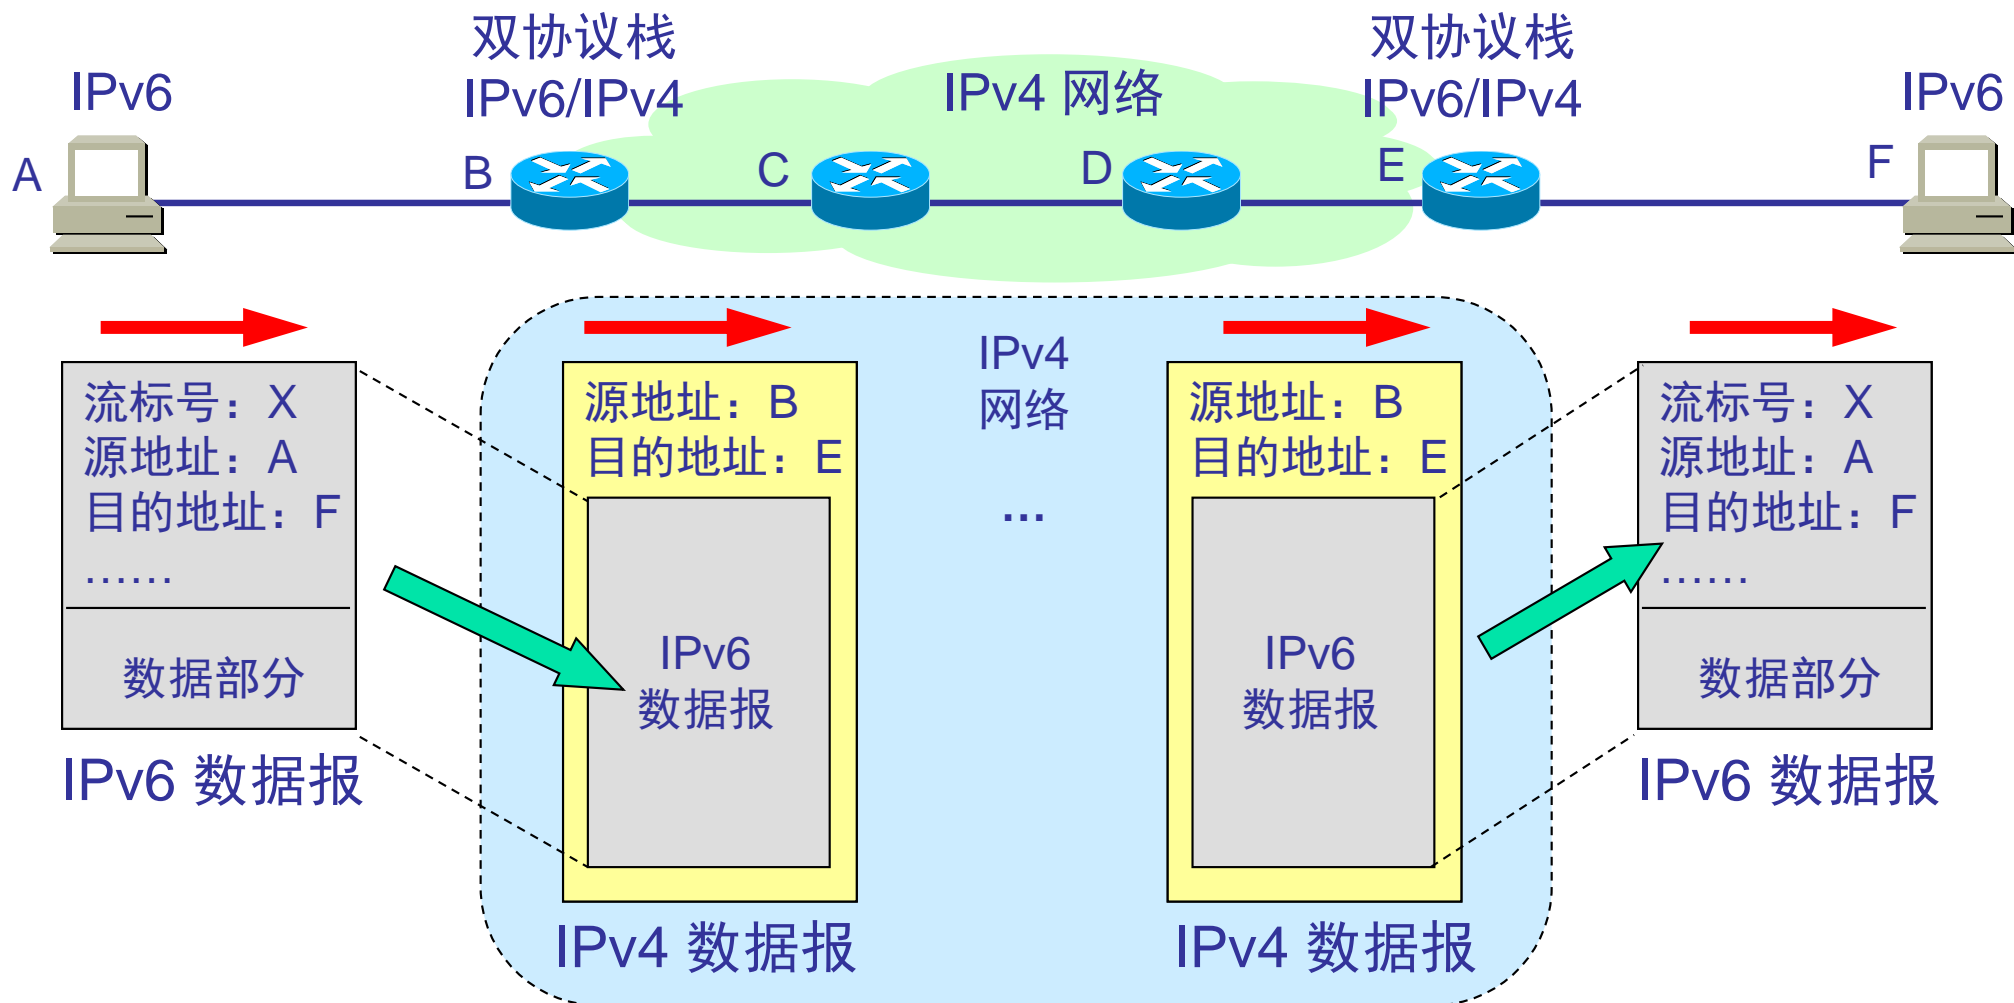 双协议栈
IPv6/IPv4
双协议栈
IPv6/IPv4
IPv6
IPv4 网络
IPv6
A
B
C
D
E
F
流标号：X
源地址：A
目的地址：F
……
数据部分
IPv6 数据报
源地址：B
目的地址：E
IPv6
数据报
IPv4 数据报
IPv4
网络
…
源地址：B
目的地址：E
IPv6
数据报
IPv4 数据报
流标号：X
源地址：A
目的地址：F
……
数据部分
IPv6 数据报